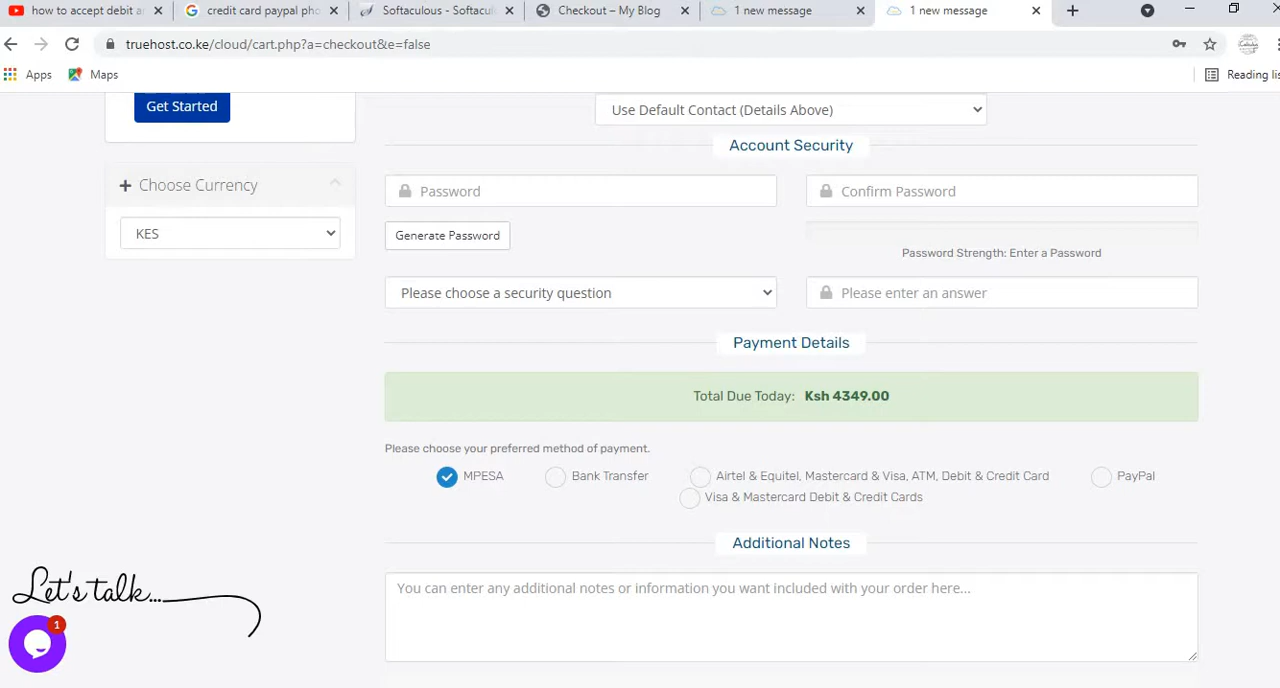 how to accept debit a
credit card paypal pho
Softaculous - Softacul
Checkout – My Blog
1 new message
1 new message
truehost.co.ke/cloud/cart.php?a=checkout&e=false
Apps
Maps
Reading lis
Get Started
Use Default Contact (Details Above)
Account Security
Choose Currency
KES
Password
Confirm Password
Generate Password
Password Strength: Enter a Password
Please choose a security question
Please enter an answer
Payment Details
Total Due Today: Ksh 4349.00
Please choose your preferred method of payment.
MPESA
Bank Transfer
Airtel & Equitel, Mastercard & Visa, ATM, Debit & Credit Card
PayPal
Visa & Mastercard Debit & Credit Cards
Additional Notes
You can enter any additional notes or information you want included with your order here...
Let's talk...
1